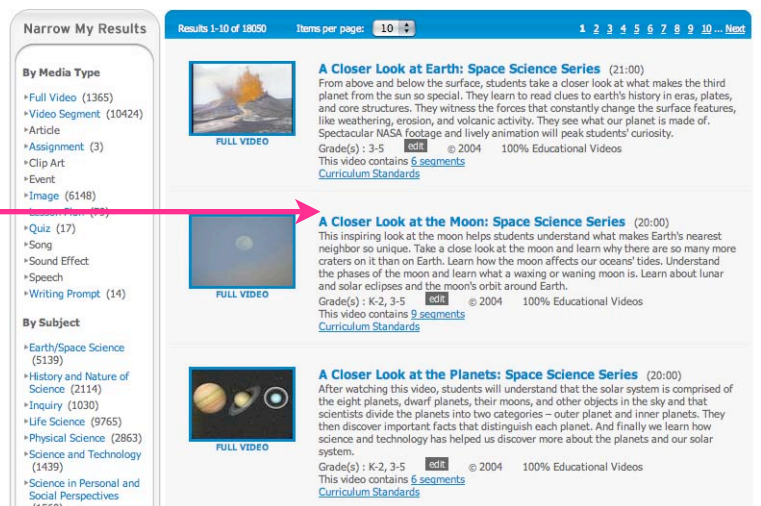 Narrow My Results
By Media Type
Full Video (1365)
Video Segment (10424)
Article
Assignment (3)
Clip Art
Event
Image (6148)
Quiz (17)
Song
Sound Effect
Speech
Writing Prompt (14)
By Subject
Earth/Space Science
(5139)
History and Nature of
Science (2114)
Inquiry (1030)
Life Science (9765)
Physical Science (2863)
Science and Technology
(1439)
Science in Personal and
Social Perspectives
Results 1-10 of 18050 Items per page: 10 1 2 3 4 5 6 7 8 9 10 ... Next
FULL VIDEO
A Closer Look at Earth: Space Science Series (21:00)
From above and below the surface, students take a closer look at what makes the third
planet from the sun so special. They learn to read clues to earth's history in eras, plates,
and core structures. They witness the forces that constantly change the surface features,
like weathering, erosion, and volcanic activity. They see what our planet is made of.
Spectacular NASA footage and lively animation will peak students' curiosity.
Grade(s) : 3-5 edit © 2004 100% Educational Videos
This video contains 6 segments
Curriculum Standards
FULL VIDEO
A Closer Look at the Moon: Space Science Series (20:00)
This inspiring look at the moon helps students understand what makes Earth's nearest
neighbor so unique. Take a close look at the moon and learn why there are so many more
craters on it than on Earth. Learn how the moon affects our oceans' tides. Understand
the phases of the moon and learn what a waxing or waning moon is. Learn about lunar
and solar eclipses and the moon's orbit around Earth.
Grade(s) : K-2, 3-5 edit © 2004 100% Educational Videos
This video contains 9 segments
Curriculum Standards
FULL VIDEO
A Closer Look at the Planets: Space Science Series (20:00)
After watching this video, students will understand that the solar system is comprised of
the eight planets, dwarf planets, their moons, and other objects in the sky and that
scientists divide the planets into two categories – outer planet and inner planets. They
then discover important facts that distinguish each planet. And finally we learn how
science and technology has helped us discover more about the planets and our solar
system.
Grade(s) : K-2, 3-5 edit © 2004 100% Educational Videos
This video contains 6 segments
Curriculum Standards